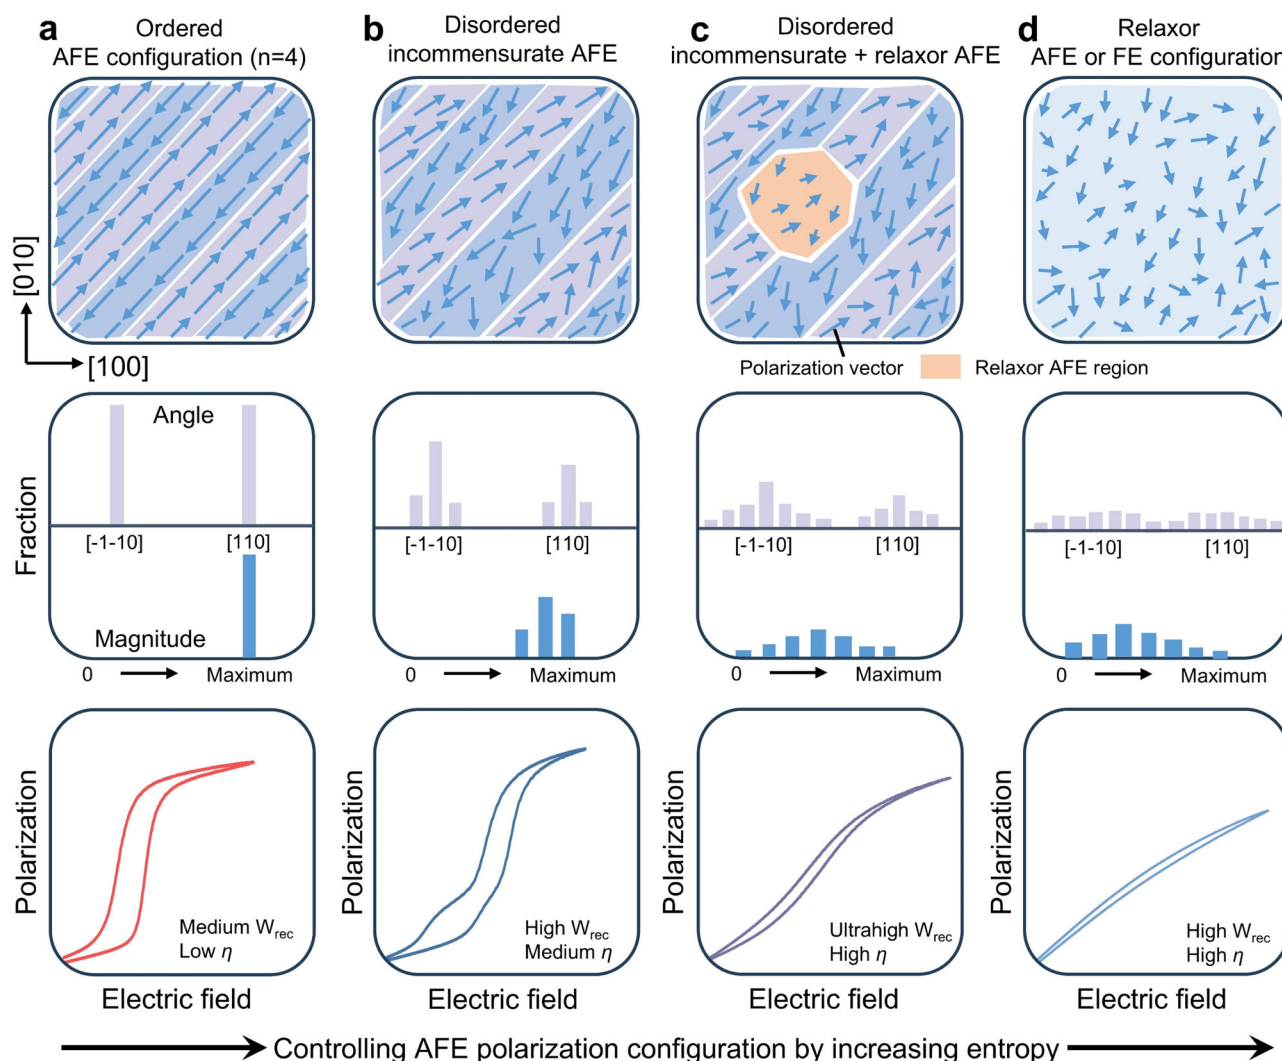 a
Ordered
AFE configuration (n=4)
b
Disordered
incommensurate AFE
c
Disordered
incommensurate + relaxor AFE
d
Relaxor
AFE or FE configuration
[010]
[100]
Polarization vector
Relaxor AFE region
Fraction
Angle
[-1-10]
[110]
Magnitude
0
Maximum
[-1-10]
[110]
0
Maximum
[-1-10]
[110]
0
Maximum
[-1-10]
[110]
0
Maximum
Polarization
Medium Wrec
Low η
Electric field
Polarization
High Wrec
Medium η
Electric field
Polarization
Ultrahigh Wrec
High η
Electric field
Polarization
High Wrec
High η
Electric field
Controlling AFE polarization configuration by increasing entropy